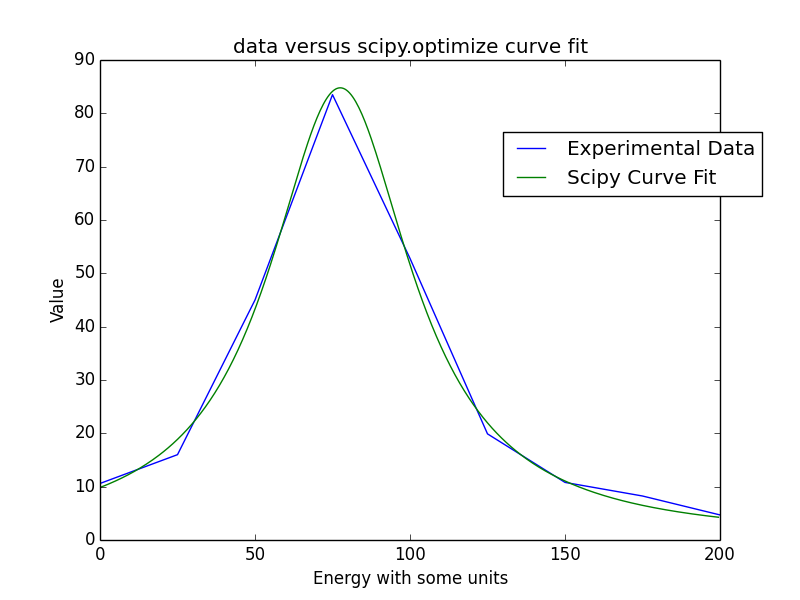 data versus scipy.optimize curve fit
90
80
70
60
50
40
30
20
10
0
Value
Experimental Data
Scipy Curve Fit
0 50 100 150 200
Energy with some units